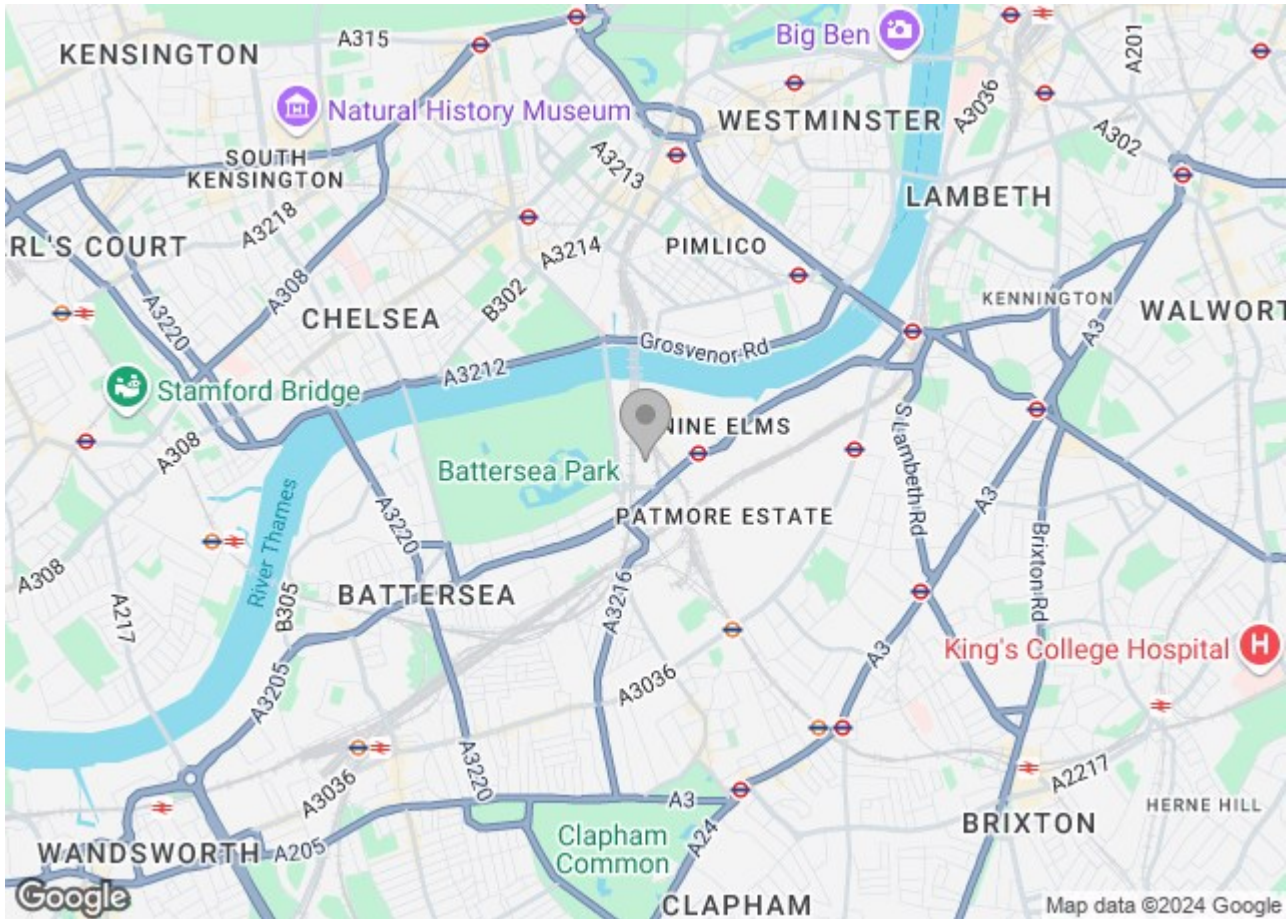 KENSINGTON
A315
Big Ben
A201
Natural History Museum
WESTMINSTER
A3036
A302
SOUTH
KENSINGTON
A3213
LAMBETH
A3218
A3214
PIMLICO
A308
B302
KENNINGTON
A3220
CHELSEA
WALWORT
A3
Grosvenor Rd
A3212
Stamford Bridge
A308
NINE ELMS
S Lambeth Rd
Battersea Park
A3220
PATMORE ESTATE
A3
Brixton Rd
River Thames
A308
A217
B305
BATTERSEA
A3216
A3
King's College Hospital
A3205
A3036
A3220
A3036
A2217
A3
HERNE HILL
Clapham
Common
A24
BRIXTON
WANDSWORTH
A205
CLAPHAM
Google
Map data ©2024 Google